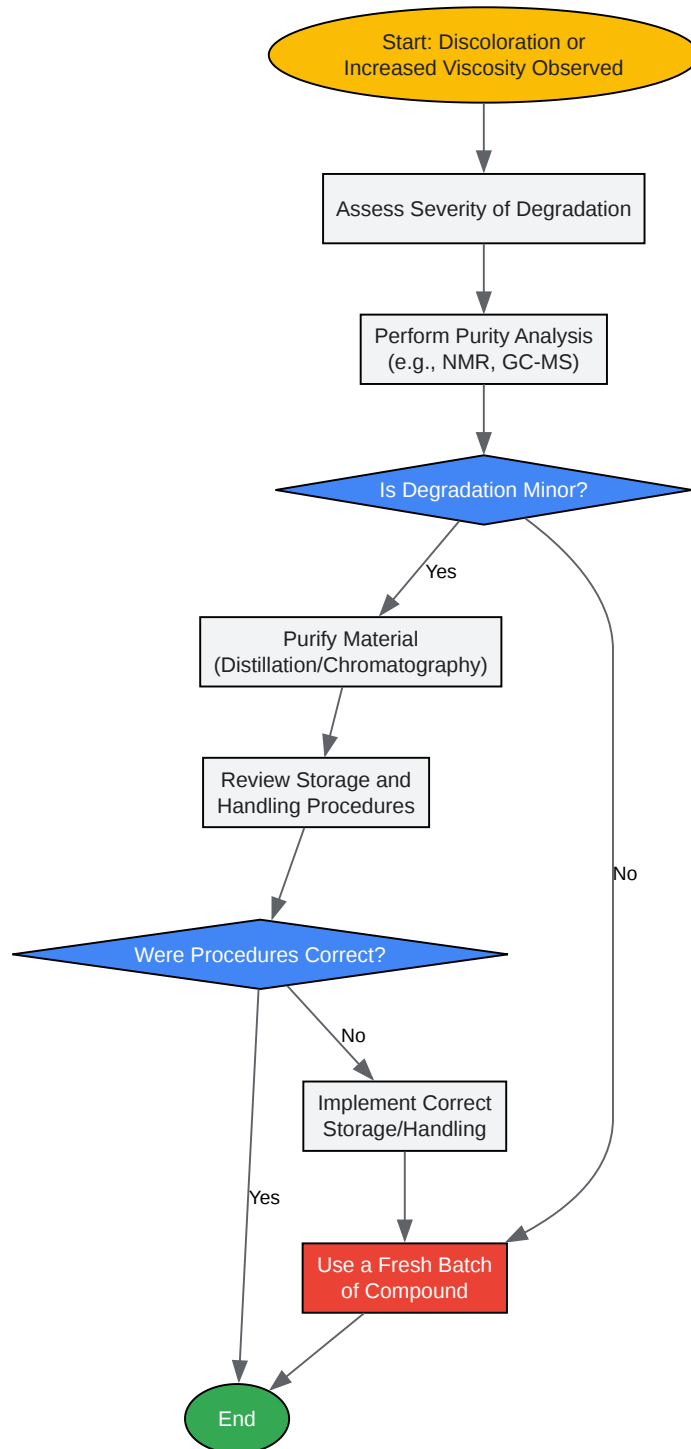 Start: Discoloration or
Increased Viscosity Observed
Assess Severity of Degradation
Perform Purity Analysis
(e.g., NMR, GC-MS)
Is Degradation Minor?
Yes
Purify Material
(Distillation/Chromatography)
Review Storage and
Handling Procedures
No
Were Procedures Correct?
No
Implement Correct
Storage/Handling
Yes
Use a Fresh Batch
of Compound
End